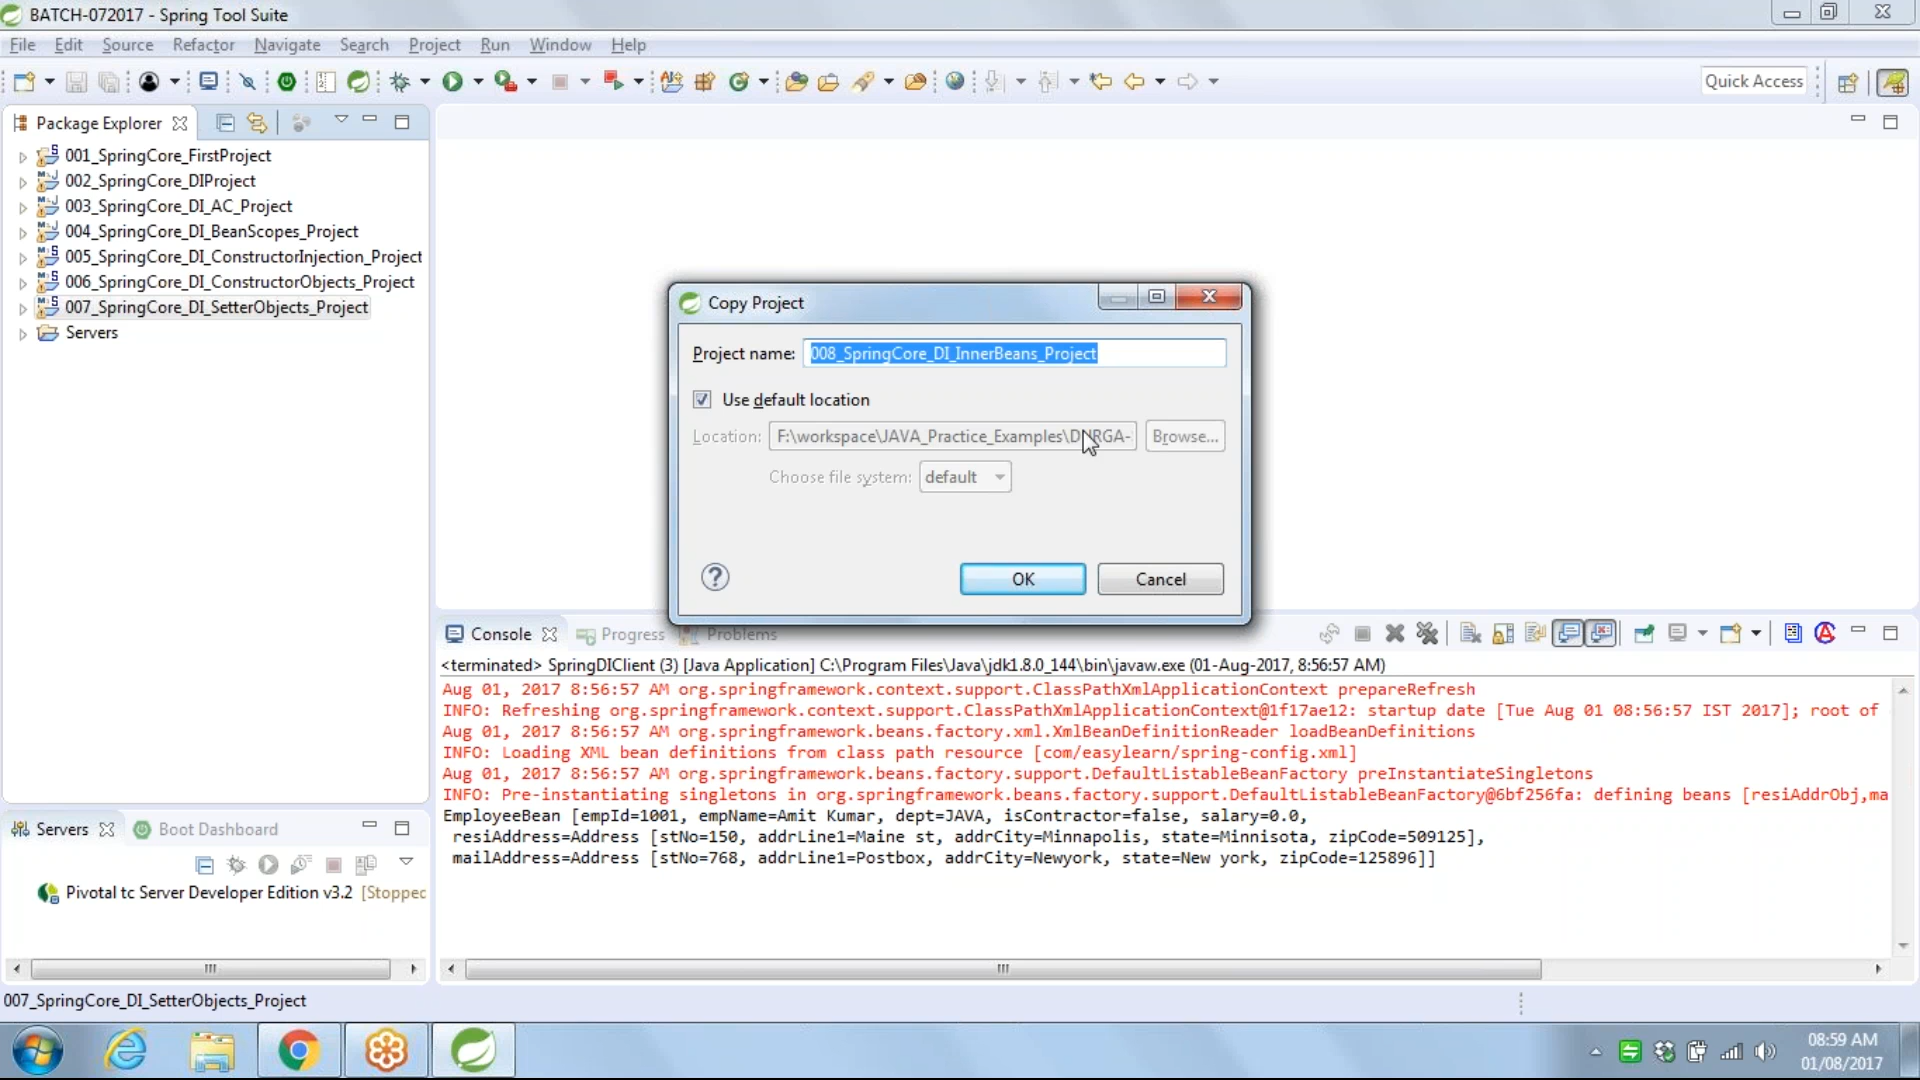 BATCH-072017 - Spring Tool Suite
File Edit Source Refactor Navigate Search Project Run Window Help
Quick Access
Package Explorer
001_SpringCore_FirstProject
002_SpringCore_DIProject
003_SpringCore_DI_AC_Project
004_SpringCore_DI_BeanScopes_Project
005_SpringCore_DI_ConstructorInjection_Project
006_SpringCore_DI_ConstructorObjects_Project
007_SpringCore_DI_SetterObjects_Project
Servers
Copy Project
Project name: 008_SpringCore_DI_InnerBeans_Project
Use default location
Location: F:\workspace\JAVA_Practice_Examples\DURGA- Browse...
Choose file system: default
OK Cancel
Console Progress Problems
<terminated> SpringDIClient (3) [Java Application] C:\Program Files\Java\jdk1.8.0_144\bin\javaw.exe (01-Aug-2017, 8:56:57 AM)
Aug 01, 2017 8:56:57 AM org.springframework.context.support.ClassPathXmlApplicationContext prepareRefresh
INFO: Refreshing org.springframework.context.support.ClassPathXmlApplicationContext@1f17ae12: startup date [Tue Aug 01 08:56:57 IST 2017]; root of
Aug 01, 2017 8:56:57 AM org.springframework.beans.factory.xml.XmlBeanDefinitionReader loadBeanDefinitions
INFO: Loading XML bean definitions from class path resource [com/easylearn/spring-config.xml]
Aug 01, 2017 8:56:57 AM org.springframework.beans.factory.support.DefaultListableBeanFactory preInstantiateSingletons
INFO: Pre-instantiating singletons in org.springframework.beans.factory.support.DefaultListableBeanFactory@6bf256fa: defining beans [resiAddrObj,ma
EmployeeBean [empId=1001, empName=Amit Kumar, dept=JAVA, isContractor=false, salary=0.0,
resiAddress=Address [stNo=150, addrLine1=Maine st, addrCity=Minnapolis, state=Minnisota, zipCode=509125],
mailAddress=Address [stNo=768, addrLine1=Postbox, addrCity=Newyork, state=New york, zipCode=125896]]
Servers Boot Dashboard
Pivotal tc Server Developer Edition v3.2 [Stopped
007_SpringCore_DI_SetterObjects_Project
08:59 AM
01/08/2017